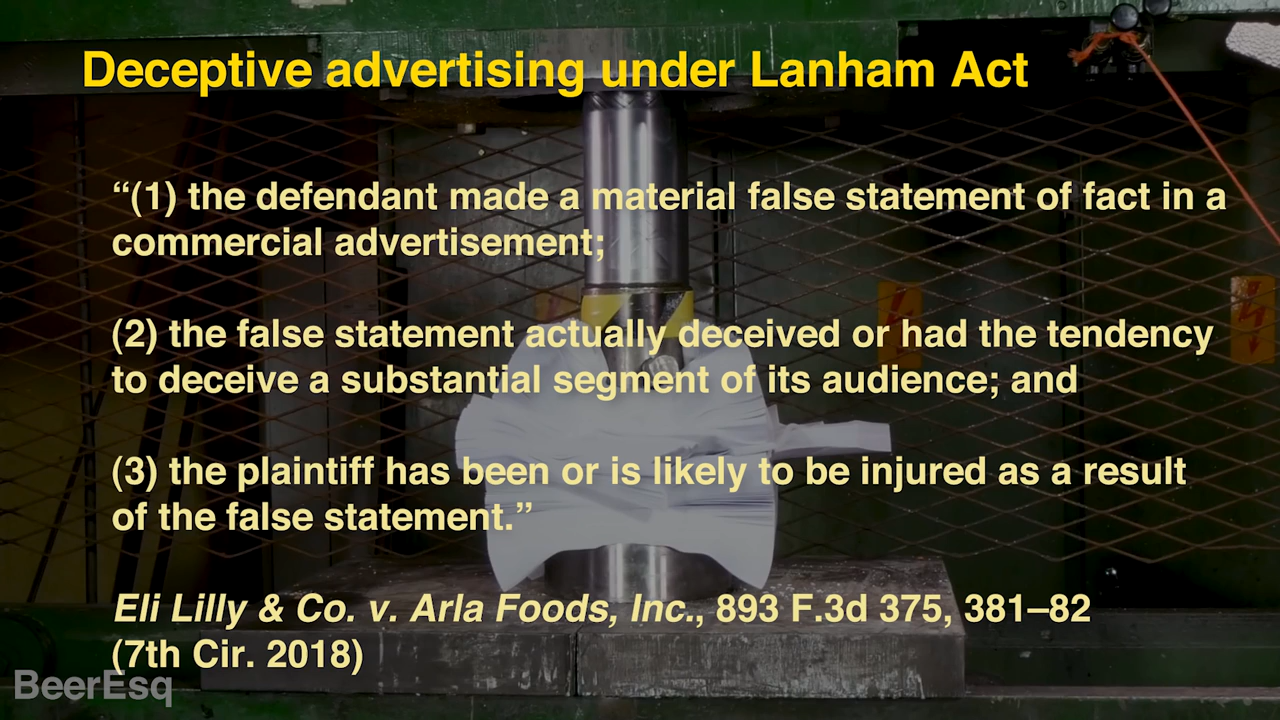 Deceptive advertising under Lanham Act
“(1) the defendant made a material false statement of fact in a
commercial advertisement;
(2) the false statement actually deceived or had the tendency
to deceive a substantial segment of its audience; and
(3) the plaintiff has been or is likely to be injured as a result
of the false statement.”
Eli Lilly & Co. v. Arla Foods, Inc., 893 F.3d 375, 381–82
(7th Cir. 2018)
BeerEsq